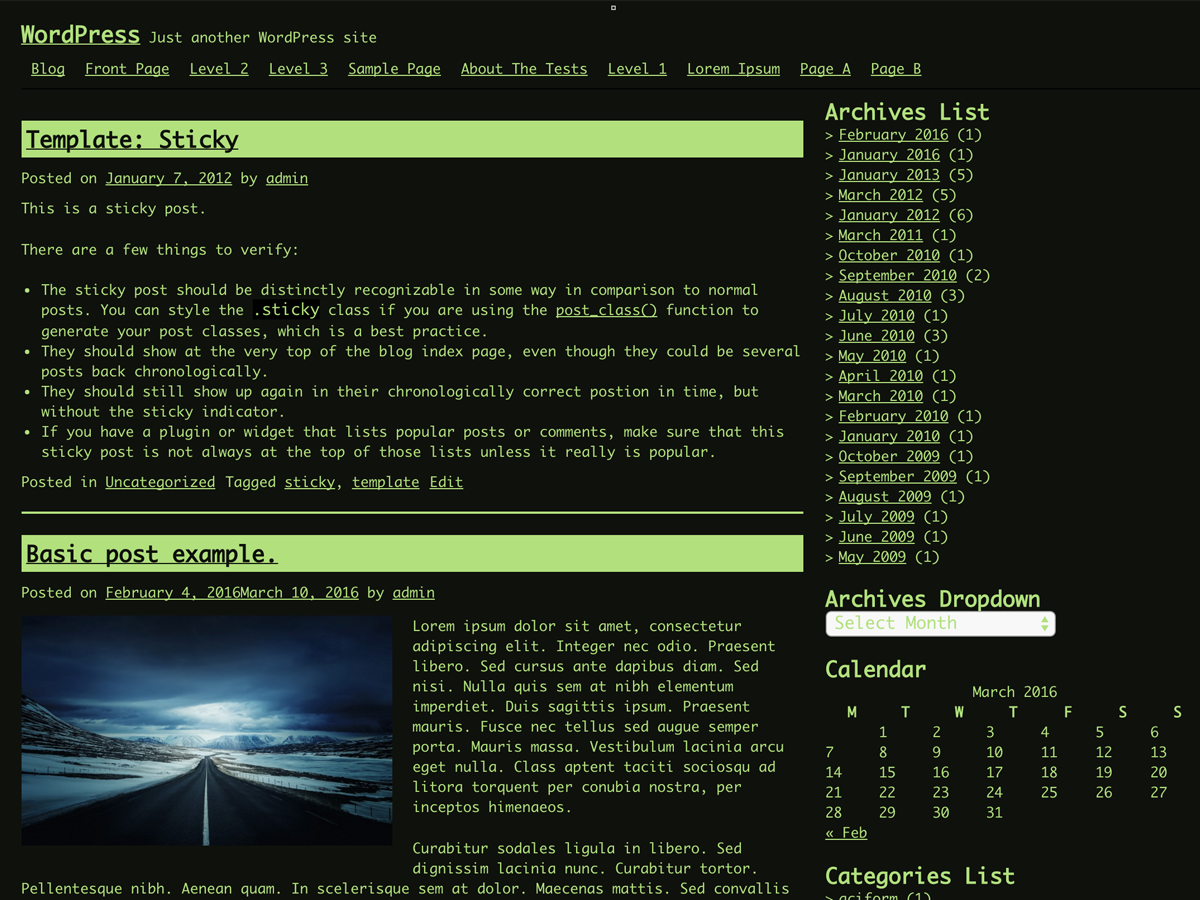 WordPress Just another WordPress site
Blog Front Page Level 2 Level 3 Sample Page About The Tests Level 1 Lorem Ipsum Page A Page B
Template: Sticky
Posted on January 7, 2012 by admin
This is a sticky post.
There are a few things to verify:
• The sticky post should be distinctly recognizable in some way in comparison to normal
posts. You can style the .sticky class if you are using the post_class() function to
generate your post classes, which is a best practice.
• They should show at the very top of the blog index page, even though they could be several
posts back chronologically.
• They should still show up again in their chronologically correct postion in time, but
without the sticky indicator.
• If you have a plugin or widget that lists popular posts or comments, make sure that this
sticky post is not always at the top of those lists unless it really is popular.
Posted in Uncategorized Tagged sticky, template Edit
Basic post example.
Posted on February 4, 2016March 10, 2016 by admin
Lorem ipsum dolor sit amet, consectetur
adipiscing elit. Integer nec odio. Praesent
libero. Sed cursus ante dapibus diam. Sed
nisi. Nulla quis sem at nibh elementum
imperdiet. Duis sagittis ipsum. Praesent
mauris. Fusce nec tellus sed augue semper
porta. Mauris massa. Vestibulum lacinia arcu
eget nulla. Class aptent taciti sociosqu ad
litora torquent per conubia nostra, per
inceptos himenaeos.
Curabitur sodales ligula in libero. Sed
dignissim lacinia nunc. Curabitur tortor.
Pellentesque nibh. Aenean quam. In scelerisque sem at dolor. Maecenas mattis. Sed convallis
Archives List
> February 2016 (1)
> January 2016 (1)
> January 2013 (5)
> March 2012 (5)
> January 2012 (6)
> March 2011 (1)
> October 2010 (1)
> September 2010 (2)
> August 2010 (3)
> July 2010 (1)
> June 2010 (3)
> May 2010 (1)
> April 2010 (1)
> March 2010 (1)
> February 2010 (1)
> January 2010 (1)
> October 2009 (1)
> September 2009 (1)
> August 2009 (1)
> July 2009 (1)
> June 2009 (1)
> May 2009 (1)
Archives Dropdown
Select Month
Calendar
March 2016
M T W T F S S
1 2 3 4 5 6
7 8 9 10 11 12 13
14 15 16 17 18 19 20
21 22 23 24 25 26 27
28 29 30 31
« Feb
Categories List
> aciform (1)